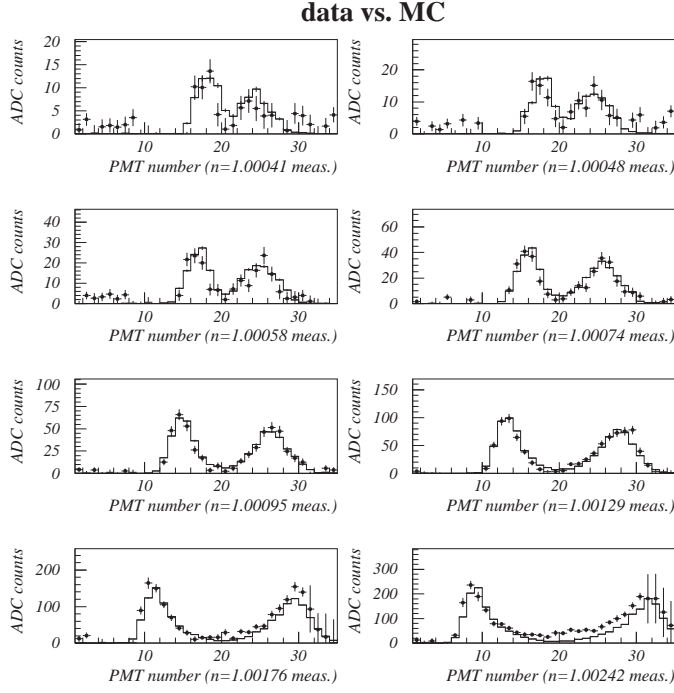 data vs. MC
ADC counts
20
15
10
5
0
10 20 30
PMT number (n=1.00041 meas.)
ADC counts
20
10
0
10 20 30
PMT number (n=1.00048 meas.)
ADC counts
40
30
20
10
0
10 20 30
PMT number (n=1.00058 meas.)
ADC counts
60
40
20
0
10 20 30
PMT number (n=1.00074 meas.)
ADC counts
100
75
50
25
0
10 20 30
PMT number (n=1.00095 meas.)
ADC counts
150
100
50
0
10 20 30
PMT number (n=1.00129 meas.)
ADC counts
200
100
0
10 20 30
PMT number (n=1.00176 meas.)
ADC counts
300
200
100
0
10 20 30
PMT number (n=1.00242 meas.)